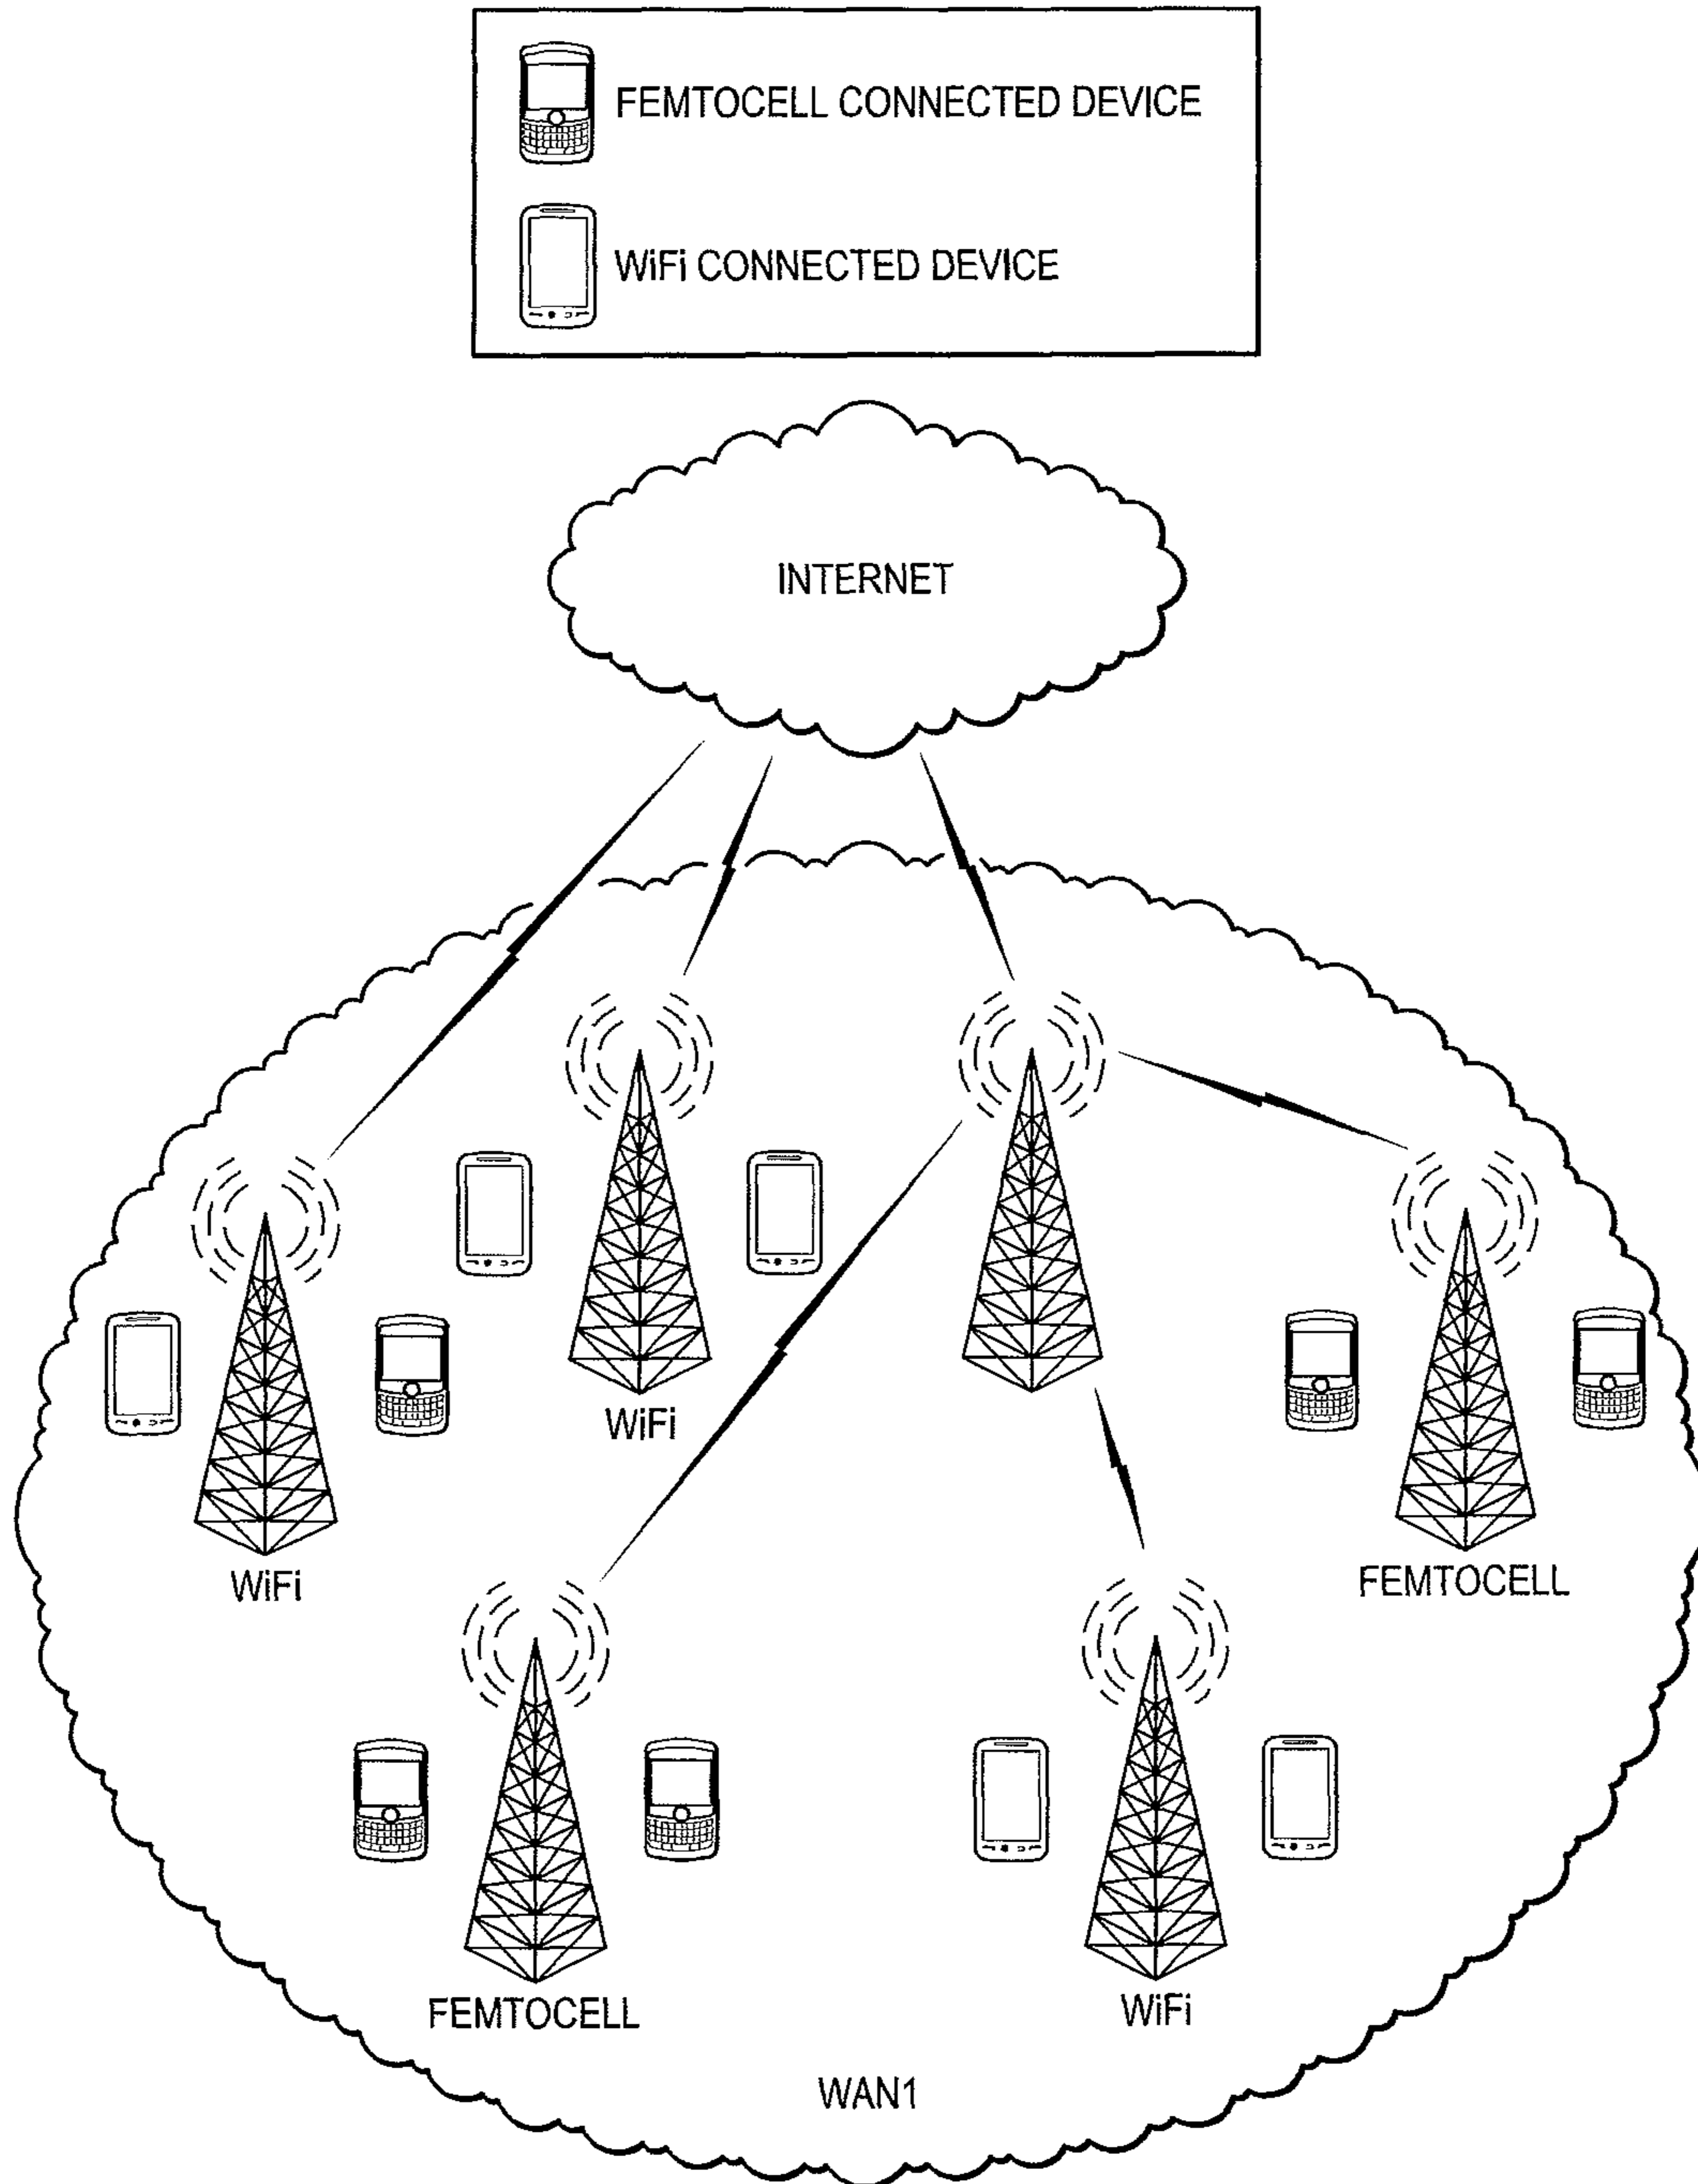 FEMTOCELL CONNECTED DEVICE
WiFi CONNECTED DEVICE
INTERNET
WiFi
WiFi
FEMTOCELL
FEMTOCELL
WiFi
WAN1